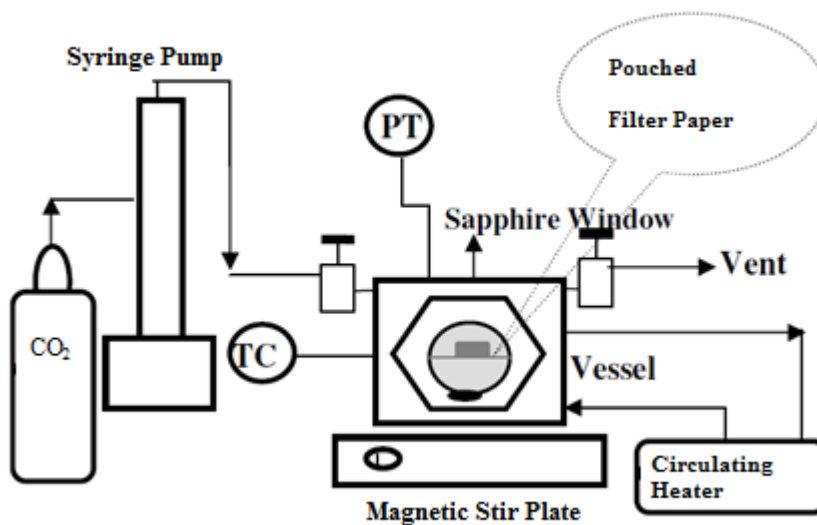 Syringe Pump
Pouched
Filter Paper
PT
Sapphire Window
Vent
CO₂
TC
Vessel
Circulating
Heater
Magnetic Stir Plate